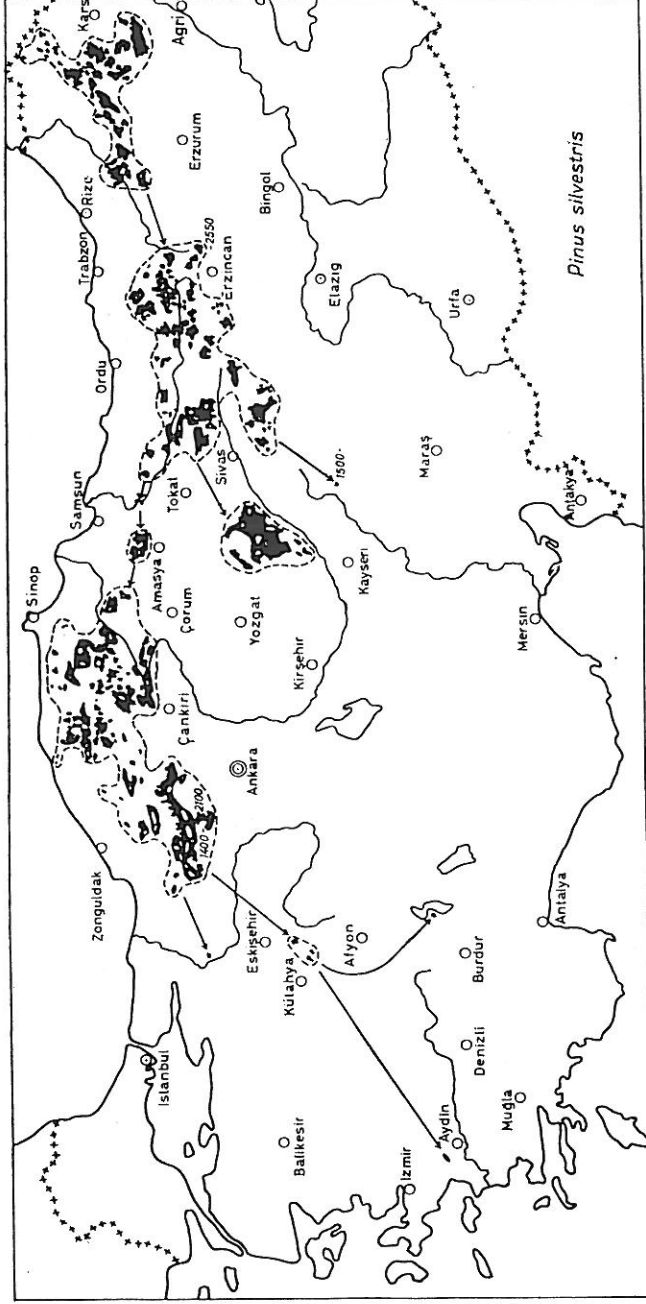 Sinop
Zonguldak
Samsun
Ordu
Trabzon
Rize
Kars
Agri
İstanbul
Çankiri
Çorum
Amasya
Tokat
Erzurum
1400-2100
2550
Ankara
Yozgat
Sivas
Erzincan
Eskişehir
Kütahya
Balikesir
Kirşehir
Kayseri
1500-
Elazig
Bingol
Afyon
Izmir
Aydin
Denizli
Burdur
Maraş
Urfa
Muğla
Antalya
Mersin
Antakya
Pinus silvestris